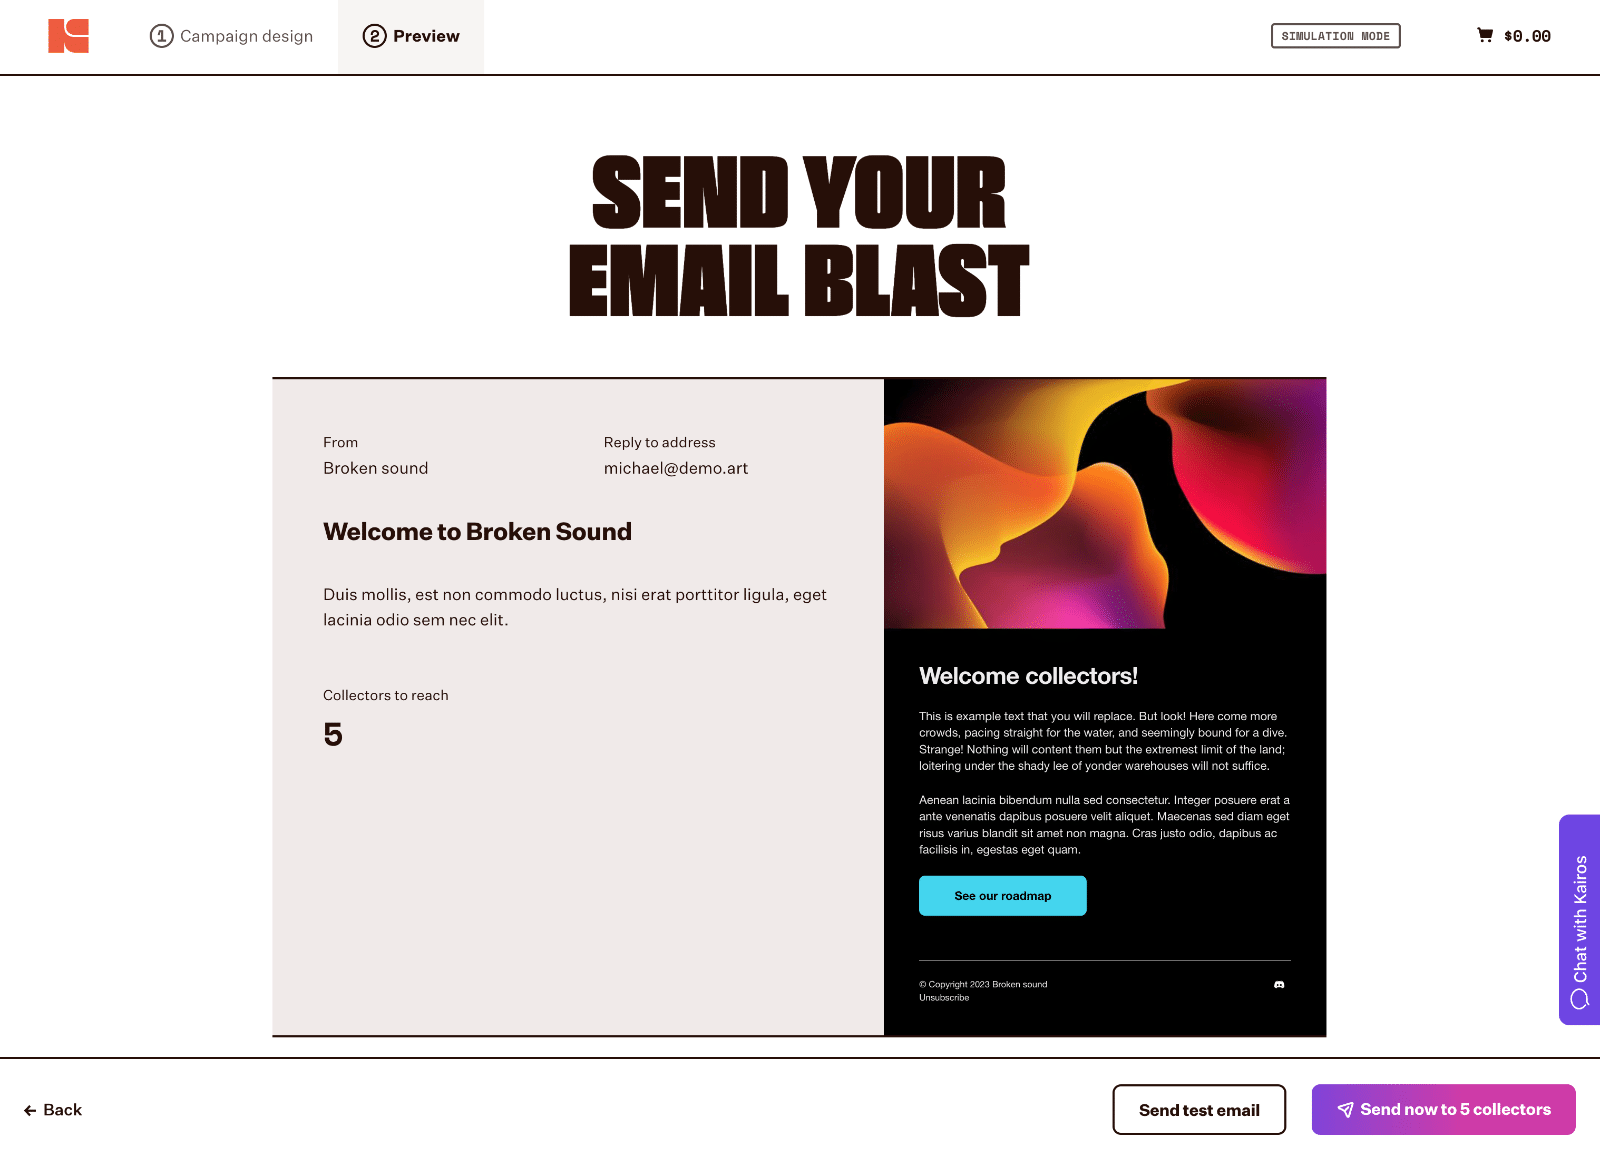 1 Campaign design
2 Preview
SIMULATION MODE
$0.00
SEND YOUR
EMAIL BLAST
From
Broken sound
Reply to address
michael@demo.art
Welcome to Broken Sound
Duis mollis, est non commodo luctus, nisi erat porttitor ligula, eget
lacinia odio sem nec elit.
Collectors to reach
5
Welcome collectors!
This is example text that you will replace. But look! Here come more
crowds, pacing straight for the water, and seemingly bound for a dive.
Strange! Nothing will content them but the extremest limit of the land;
loitering under the shady lee of yonder warehouses will not suffice.
Aenean lacinia bibendum nulla sed consectetur. Integer posuere erat a
ante venenatis dapibus posuere velit aliquet. Maecenas sed diam eget
risus varius blandit sit amet non magna. Cras justo odio, dapibus ac
facilisis in, egestas eget quam.
See our roadmap
© Copyright 2023 Broken sound
Unsubscribe
Chat with Kairos
Back
Send test email
Send now to 5 collectors